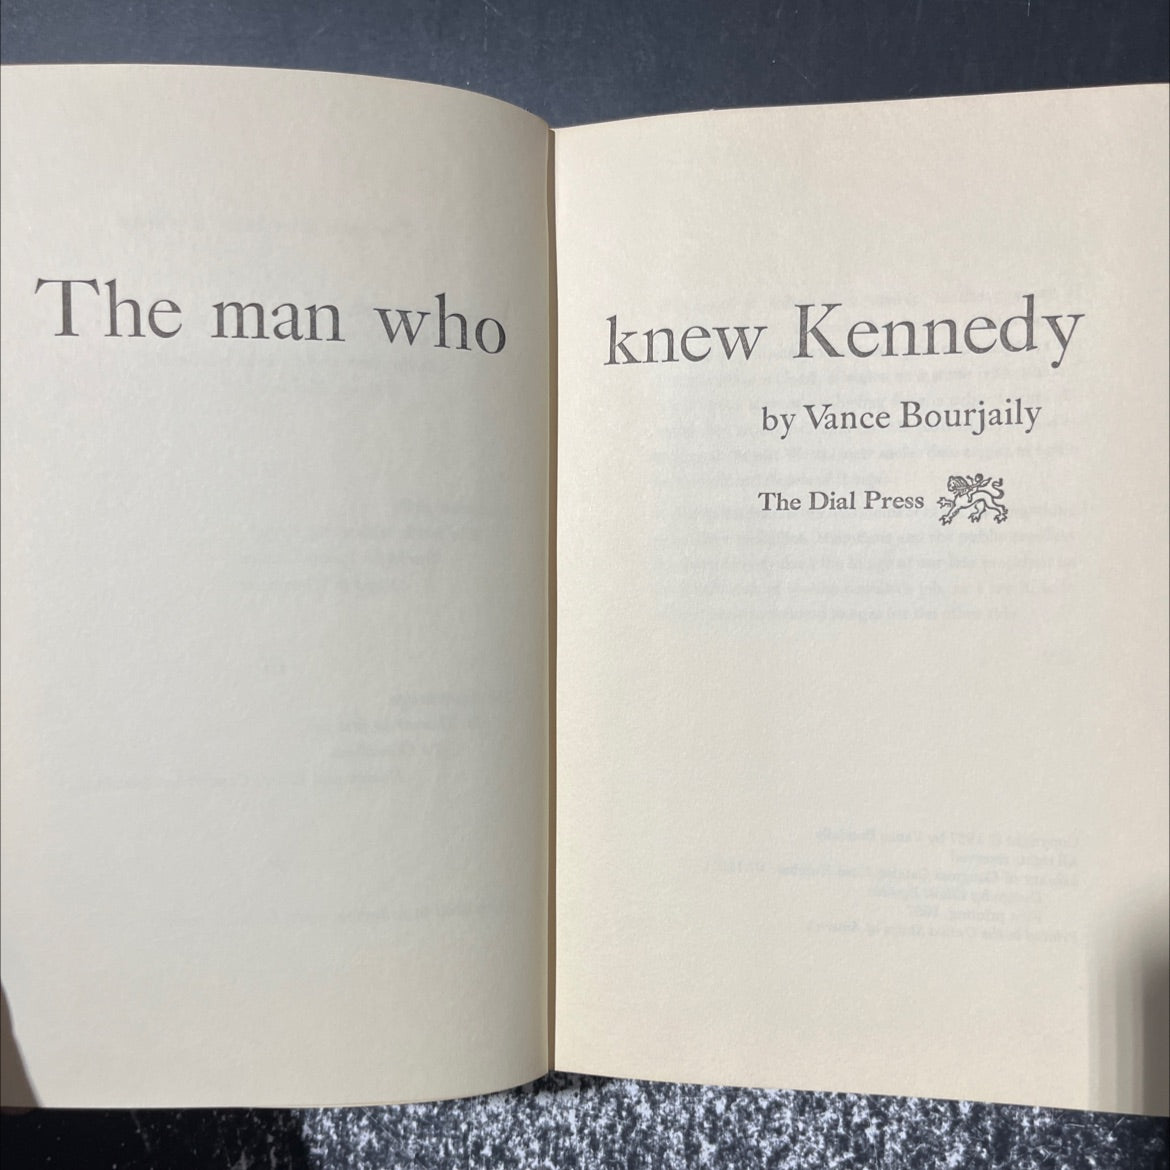 The man who knew Kennedy
by Vance Bourjaily
The Dial Press